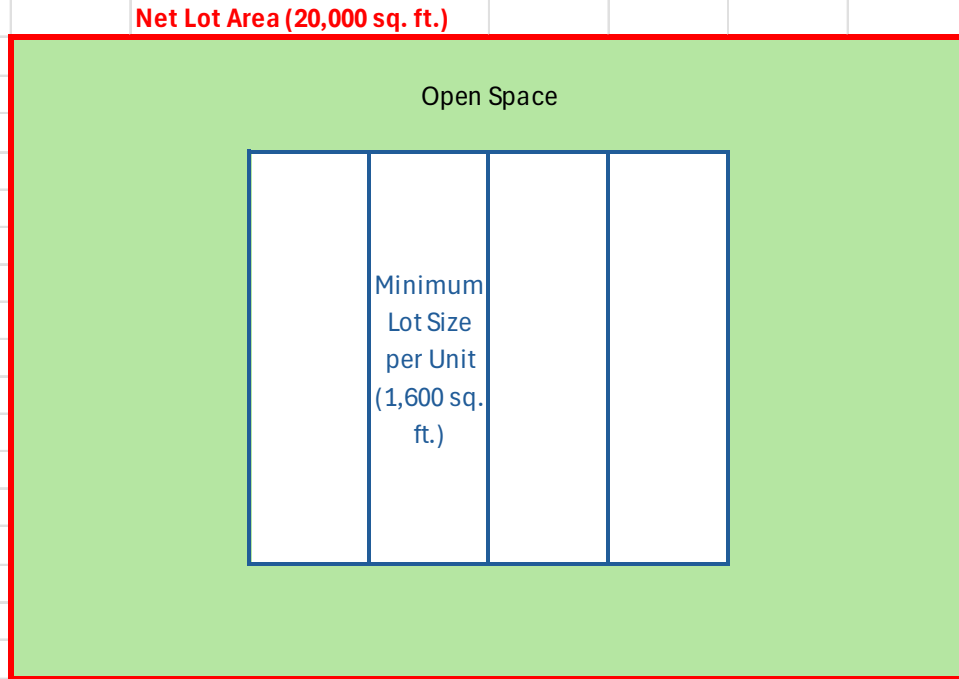 Net Lot Area (20,000 sq. ft.)
Open Space
Minimum
Lot Size
per Unit
(1,600 sq.
ft.)